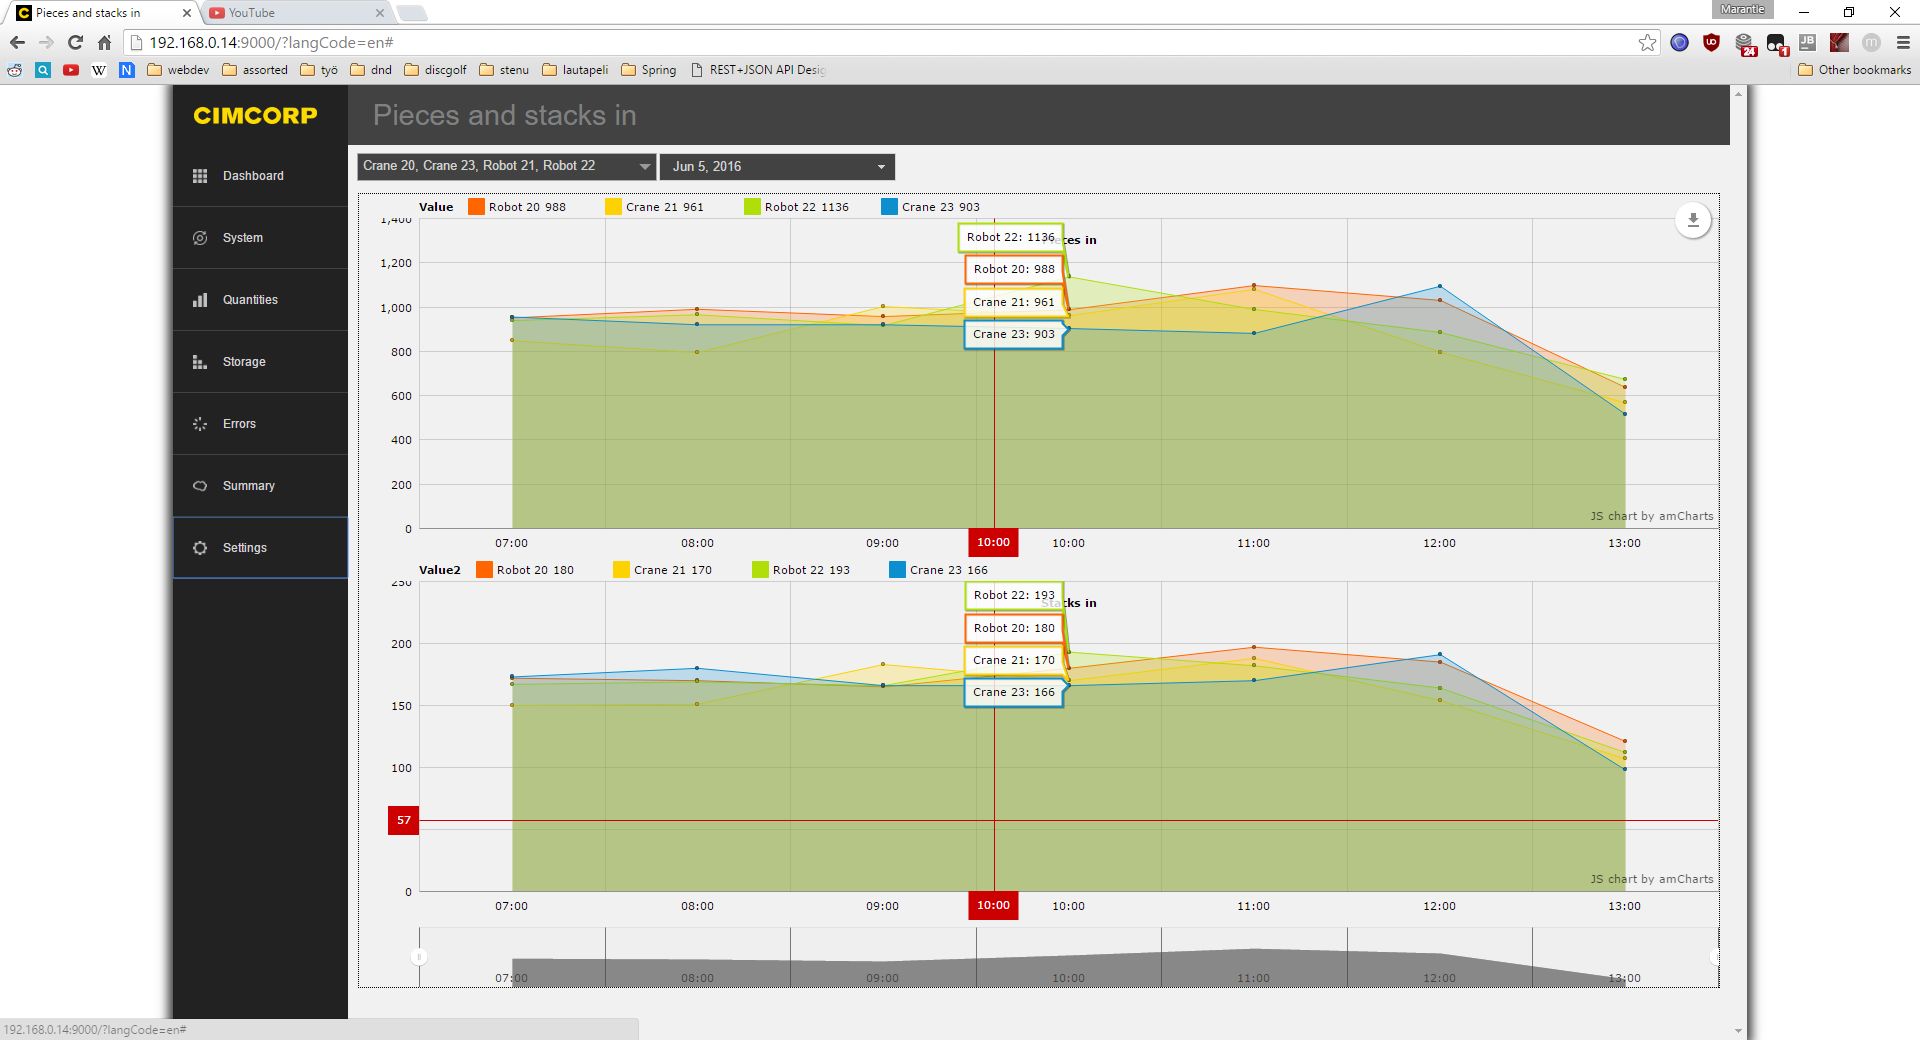 Pieces and stacks in
YouTube
Marantle
192.168.0.14:9000/?langCode=en#
webdev assorted työ dnd discgolf stenu lautapeli Spring REST+JSON API Desig Other bookmarks
24
1
CIMCORP
Pieces and stacks in
Dashboard
System
Quantities
Storage
Errors
Summary
Settings
Crane 20, Crane 23, Robot 21, Robot 22
Jun 5, 2016
Value Robot 20 988 Crane 21 961 Robot 22 1136 Crane 23 903
1,400
1,200
1,000
800
600
400
200
0
Pieces in
Robot 22: 1136
Robot 20: 988
Crane 21: 961
Crane 23: 903
JS chart by amCharts
07:00 08:00 09:00 10:00 10:00 11:00 12:00 13:00
Value2 Robot 20 180 Crane 21 170 Robot 22 193 Crane 23 166
250
200
150
100
57
0
Stacks in
Robot 22: 193
Robot 20: 180
Crane 21: 170
Crane 23: 166
JS chart by amCharts
07:00 08:00 09:00 10:00 10:00 11:00 12:00 13:00
07:00 08:00 09:00 10:00 11:00 12:00 13:00
192.168.0.14:9000/?langCode=en#